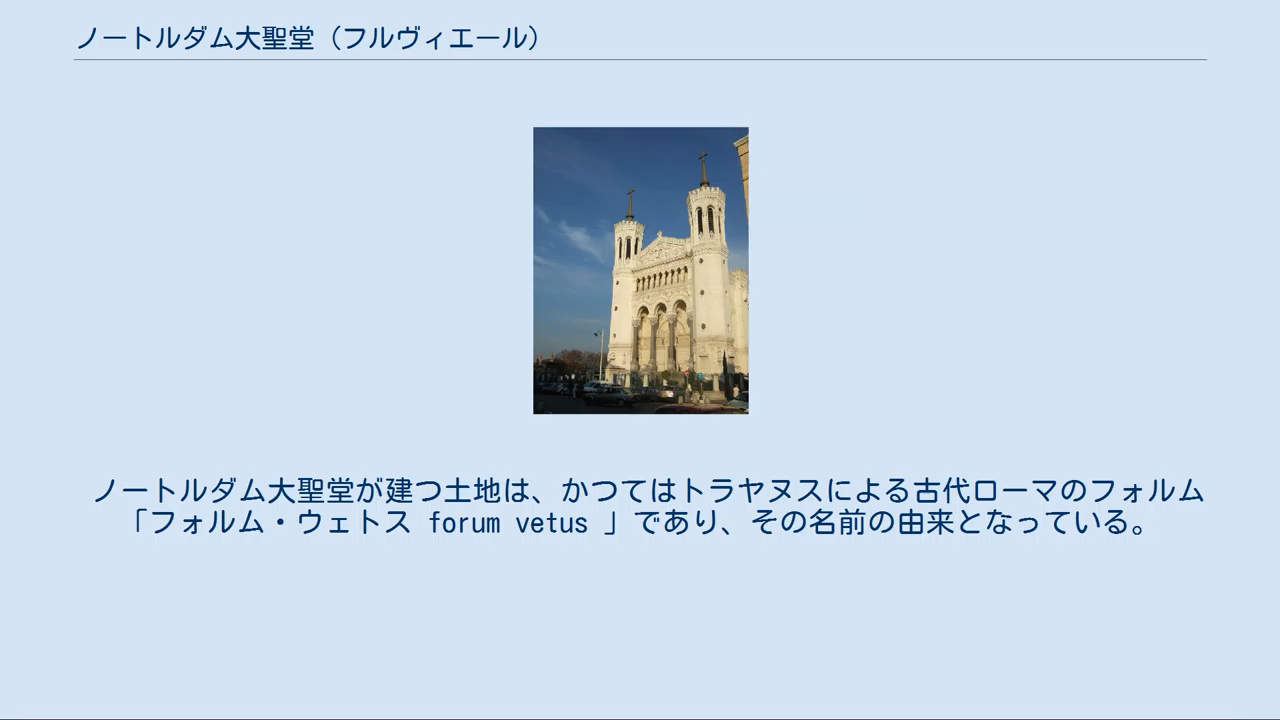 ノートルダム大聖堂（フルヴィエール）
ノートルダム大聖堂が建つ土地は、かつてはトラヤヌスによる古代ローマのフォルム
「フォルム・ウェトス forum vetus 」であり、その名前の由来となっている。